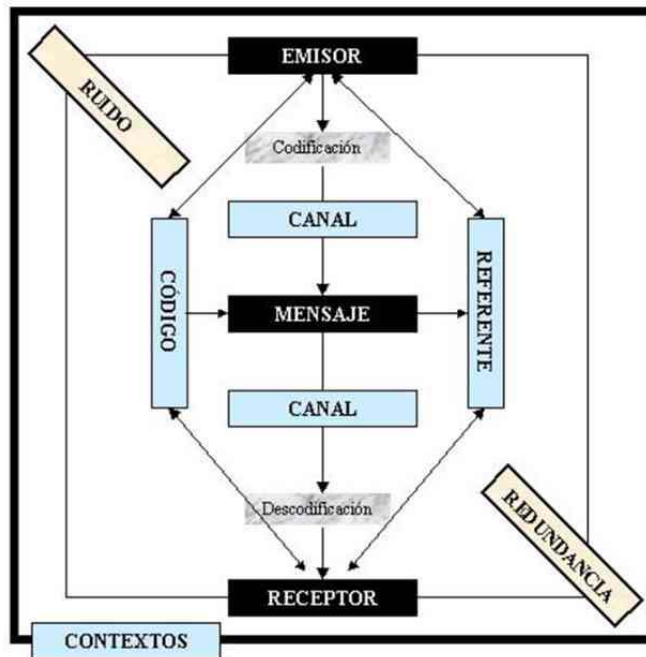 EMISOR
RUIDO
Codificación
CANAL
CÓDIGO
MENSAJE
REFERENTE
CANAL
Descodificación
REDUNDANCIA
RECEPTOR
CONTEXTOS